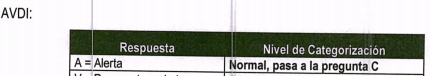 AVDI:
Respuesta Nivel de Categorización
A = Alerta Normal, pasa a la pregunta C